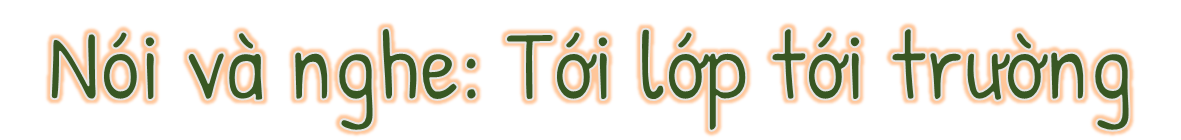 Nói và nghe: Tới lớp tới trường